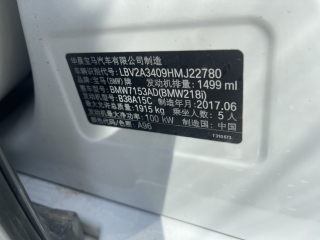 华晨宝马汽车有限公司制造
车辆识别代号: LBV2A3409HMJ22780
品牌: 宝马(BMW)牌 发动机排量: 1499 ml
整车型号: BMW7153AD(BMW218i)
发动机型号: B38A15C 制造年月: 2017.06
最大允许总质量: 1915 kg 乘坐人数: 5 人
最大净功率: 100 kW 制造国: 中国
车身颜色: A96